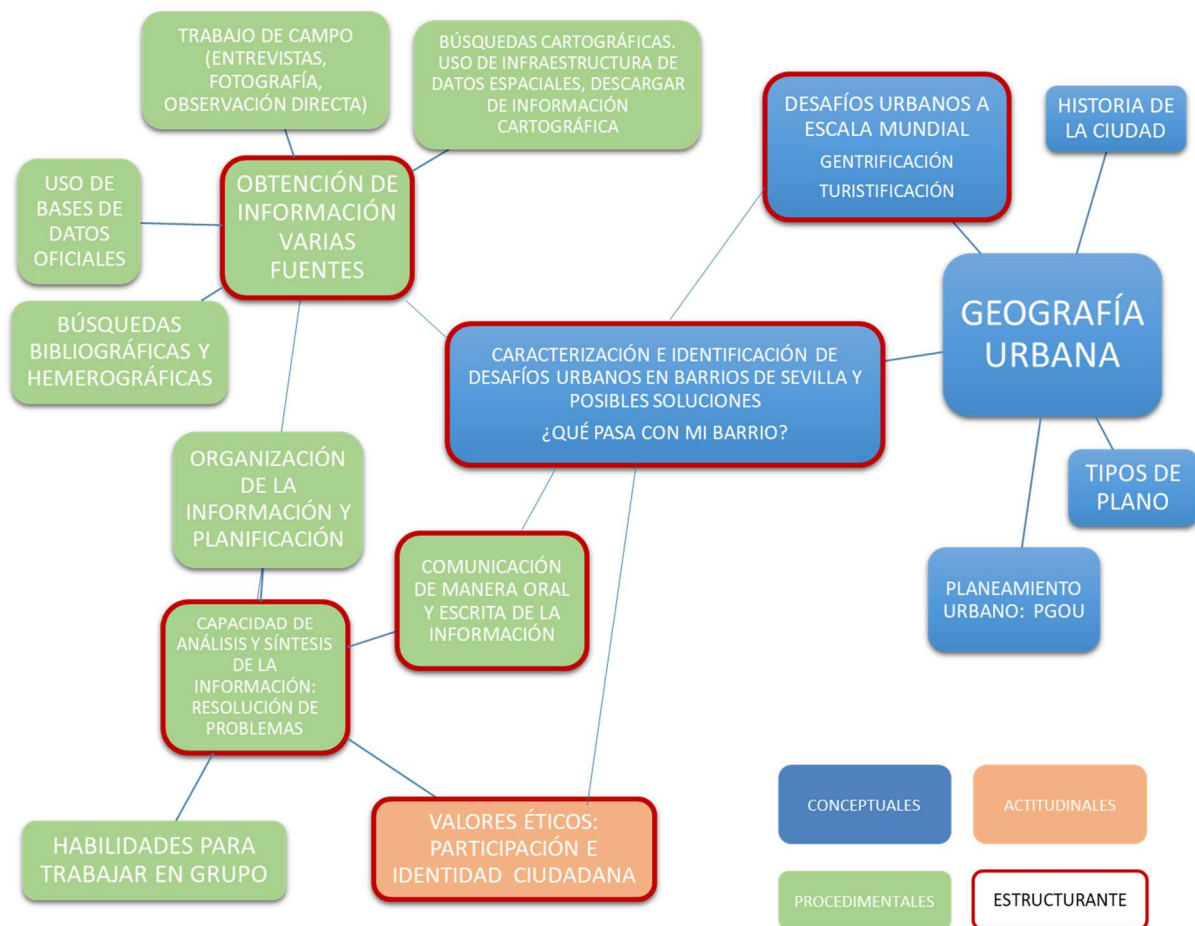 TRABAJO DE CAMPO
(ENTREVISTAS,
FOTOGRAFÍA,
OBSERVACIÓN DIRECTA)
BÚSQUEDAS CARTOGRÁFICAS.
USO DE INFRAESTRUCTURA DE
DATOS ESPACIALES, DESCARGAR
DE INFORMACIÓN
CARTOGRÁFICA
DESAFÍOS URBANOS A
ESCALA MUNDIAL
GENTRIFICACIÓN
TURISTIFICACIÓN
HISTORIA DE
LA CIUDAD
USO DE
BASES DE
DATOS
OFICIALES
OBTENCIÓN DE
INFORMACIÓN
VARIAS
FUENTES
BÚSQUEDAS
BIBLIOGRÁFICAS Y
HEMEROGRÁFICAS
GEOGRAFÍA
URBANA
CARACTERIZACIÓN E IDENTIFICACIÓN DE
DESAFÍOS URBANOS EN BARRIOS DE SEVILLA Y
POSIBLES SOLUCIONES
¿QUÉ PASA CON MI BARRIO?
ORGANIZACIÓN
DE LA
INFORMACIÓN Y
PLANIFICACIÓN
TIPOS DE
PLANO
COMUNICACIÓN
DE MANERA ORAL
Y ESCRITA DE LA
INFORMACIÓN
PLANEAMIENTO
URBANO: PGOU
CAPACIDAD DE
ANÁLISIS Y SÍNTESIS
DE LA
INFORMACIÓN:
RESOLUCIÓN DE
PROBLEMAS
HABILIDADES PARA
TRABAJAR EN GRUPO
VALORES ÉTICOS:
PARTICIPACIÓN E
IDENTIDAD CIUDADANA
CONCEPTUALES
ACTITUDINALES
PROCEDIMENTALES
ESTRUCTURANTE